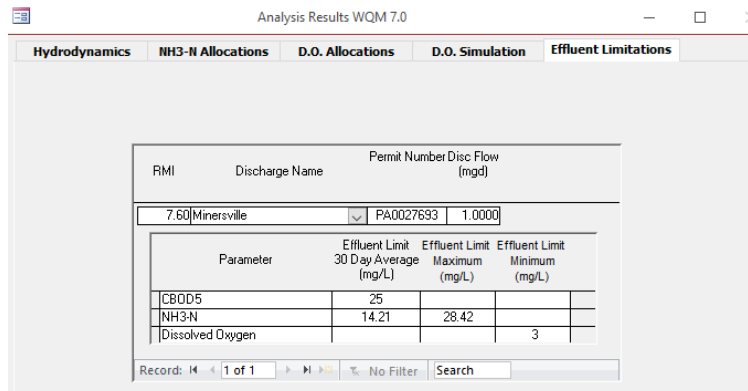 Analysis Results WQM 7.0
Hydrodynamics NH3-N Allocations D.O. Allocations D.O. Simulation Effluent Limitations
RMI Discharge Name Permit Number Disc Flow
(mgd)
7.60 Minersville PA0027693 1.0000
Parameter Effluent Limit Effluent Limit Effluent Limit
30 Day Average Maximum Minimum
(mg/L) (mg/L) (mg/L)
CBOD5 25
NH3-N 14.21 28.42
Dissolved Oxygen 3
Record: 1 of 1 No Filter Search